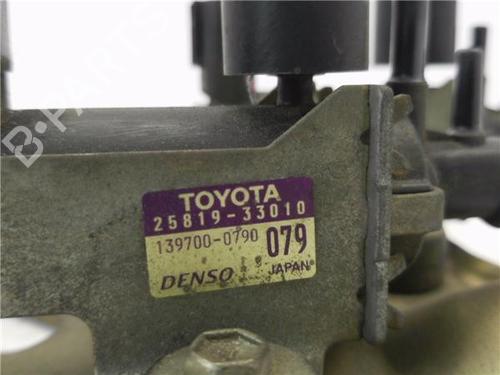 B-PARTS
TOYOTA
25819-33010
139700-0790 079
DENSO JAPAN